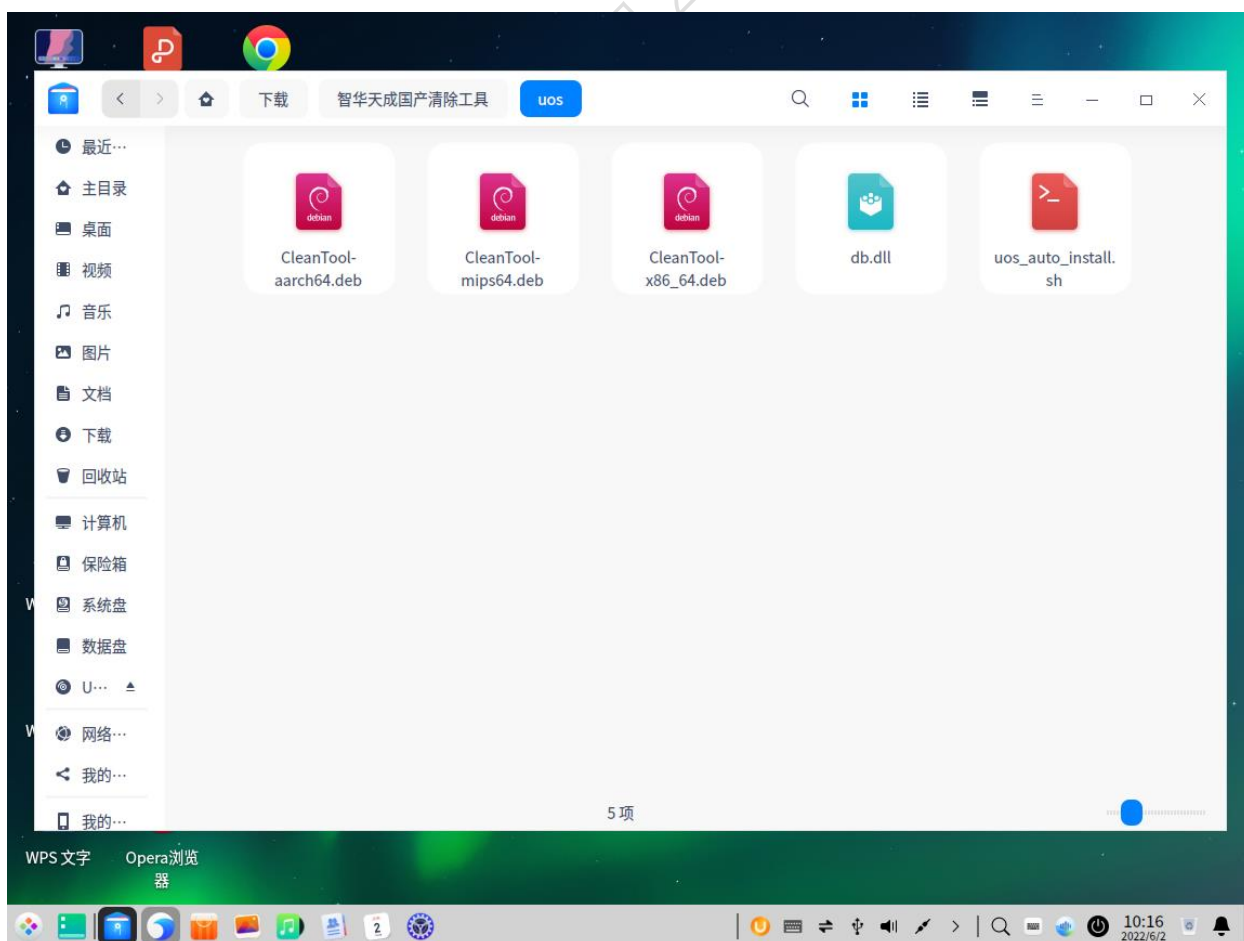 下载
智华天成国产清除工具
uos
最近…
主目录
桌面
视频
音乐
图片
文档
下载
回收站
计算机
保险箱
系统盘
数据盘
U…
网络…
我的…
我的…
debian
CleanTool-
aarch64.deb
debian
CleanTool-
mips64.deb
debian
CleanTool-
x86_64.deb
db.dll
uos_auto_install.
sh
5 项
W
W
WPS 文字
Opera浏览
器
2
10:16
2022/6/2